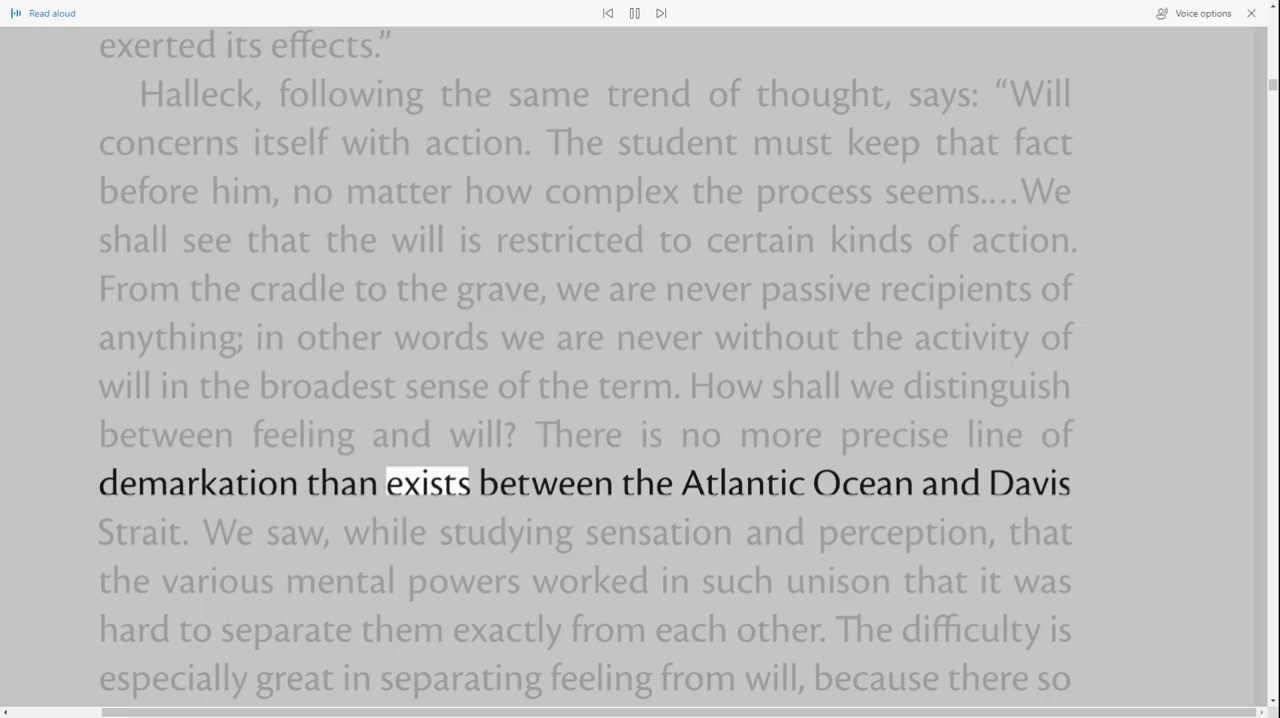 Read aloud
Voice options
exerted its effects.”
Halleck, following the same trend of thought, says: “Will
concerns itself with action. The student must keep that fact
before him, no matter how complex the process seems....We
shall see that the will is restricted to certain kinds of action.
From the cradle to the grave, we are never passive recipients of
anything; in other words we are never without the activity of
will in the broadest sense of the term. How shall we distinguish
between feeling and will? There is no more precise line of
demarkation than exists between the Atlantic Ocean and Davis
Strait. We saw, while studying sensation and perception, that
the various mental powers worked in such unison that it was
hard to separate them exactly from each other. The difficulty is
especially great in separating feeling from will, because there so